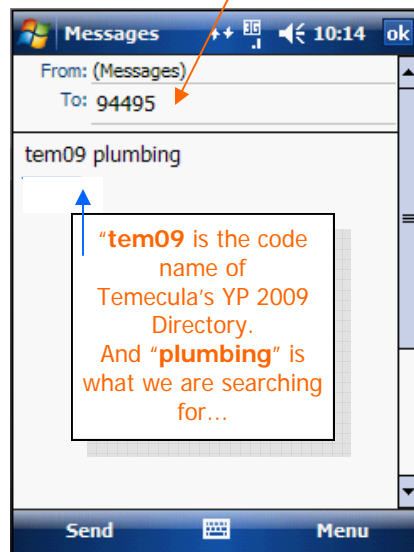 Messages 3G 10:14 ok
From: (Messages)
To: 94495
tem09 plumbing
"tem09 is the code
name of
Temecula's YP 2009
Directory.
And "plumbing" is
what we are searching
for...
Send Menu